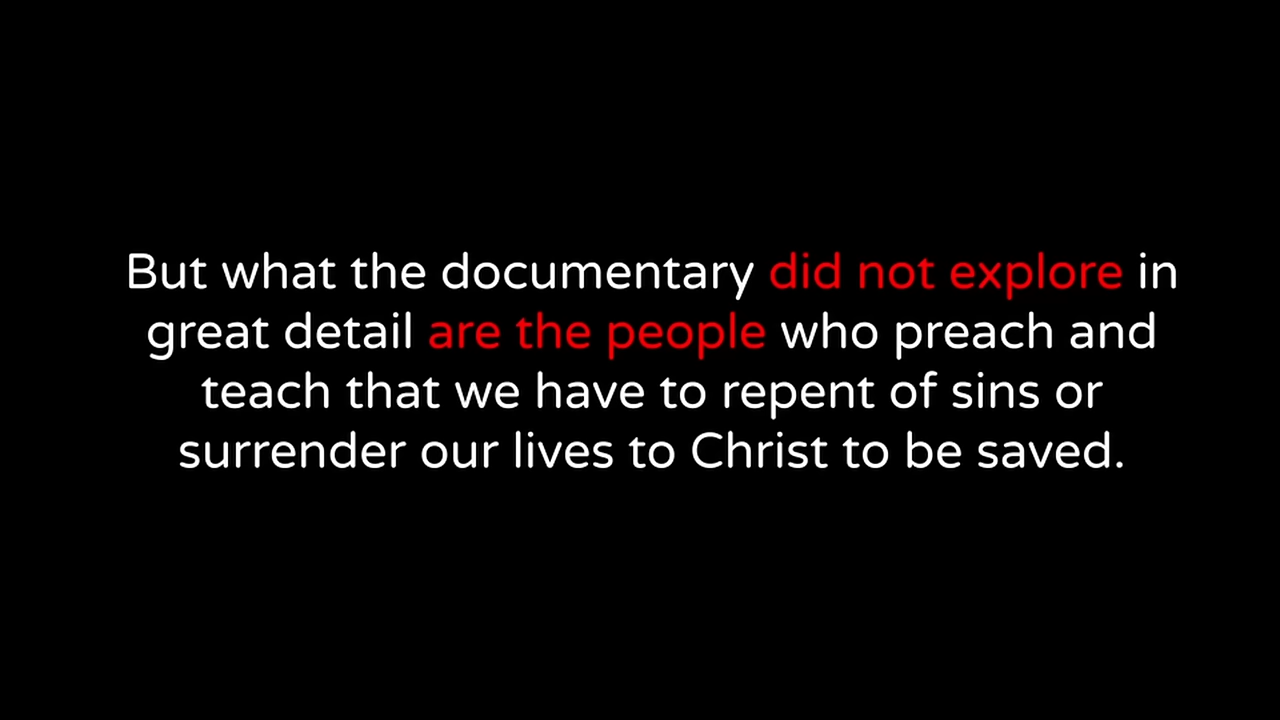 But what the documentary did not explore in
great detail are the people who preach and
teach that we have to repent of sins or
surrender our lives to Christ to be saved.